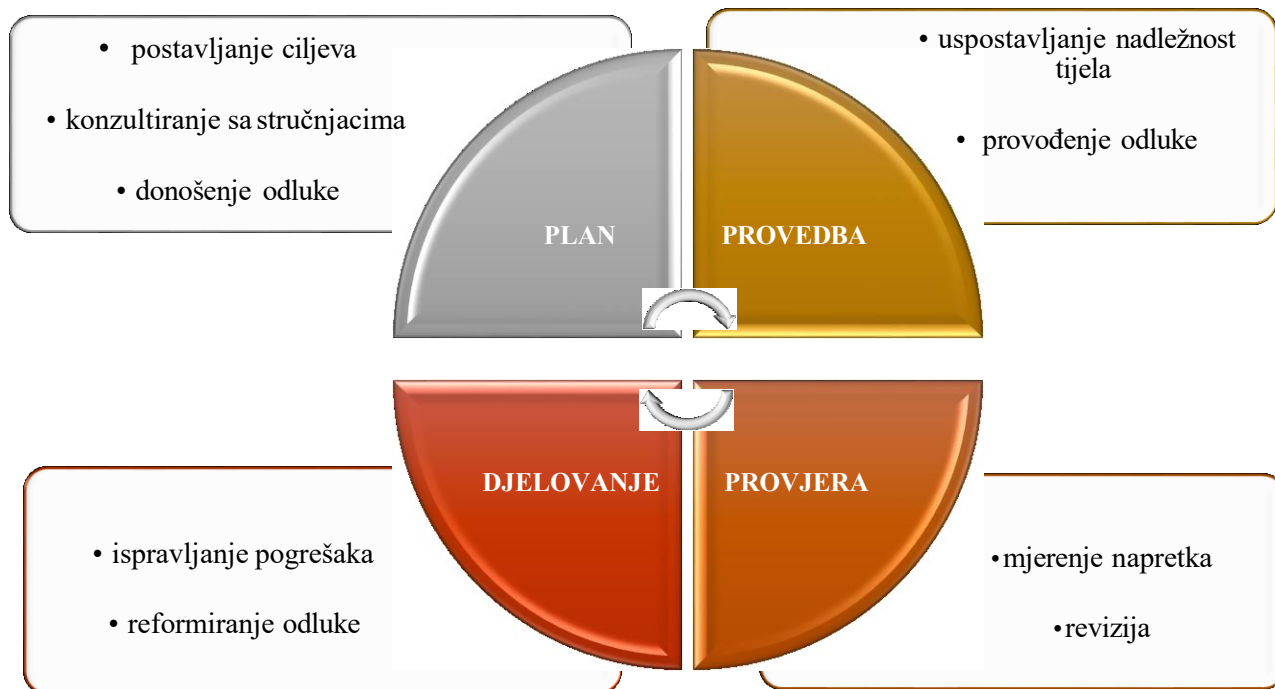 • postavljanje ciljeva
• konzultiranje sa stručnjacima
• donošenje odluke
• uspostavljanje nadležnost
tijela
• provođenje odluke
PLAN
PROVEDBA
DJELOVANJE
PROVJERA
• ispravljanje pogrešaka
• reformiranje odluke
•mjerenje napretka
•revizija